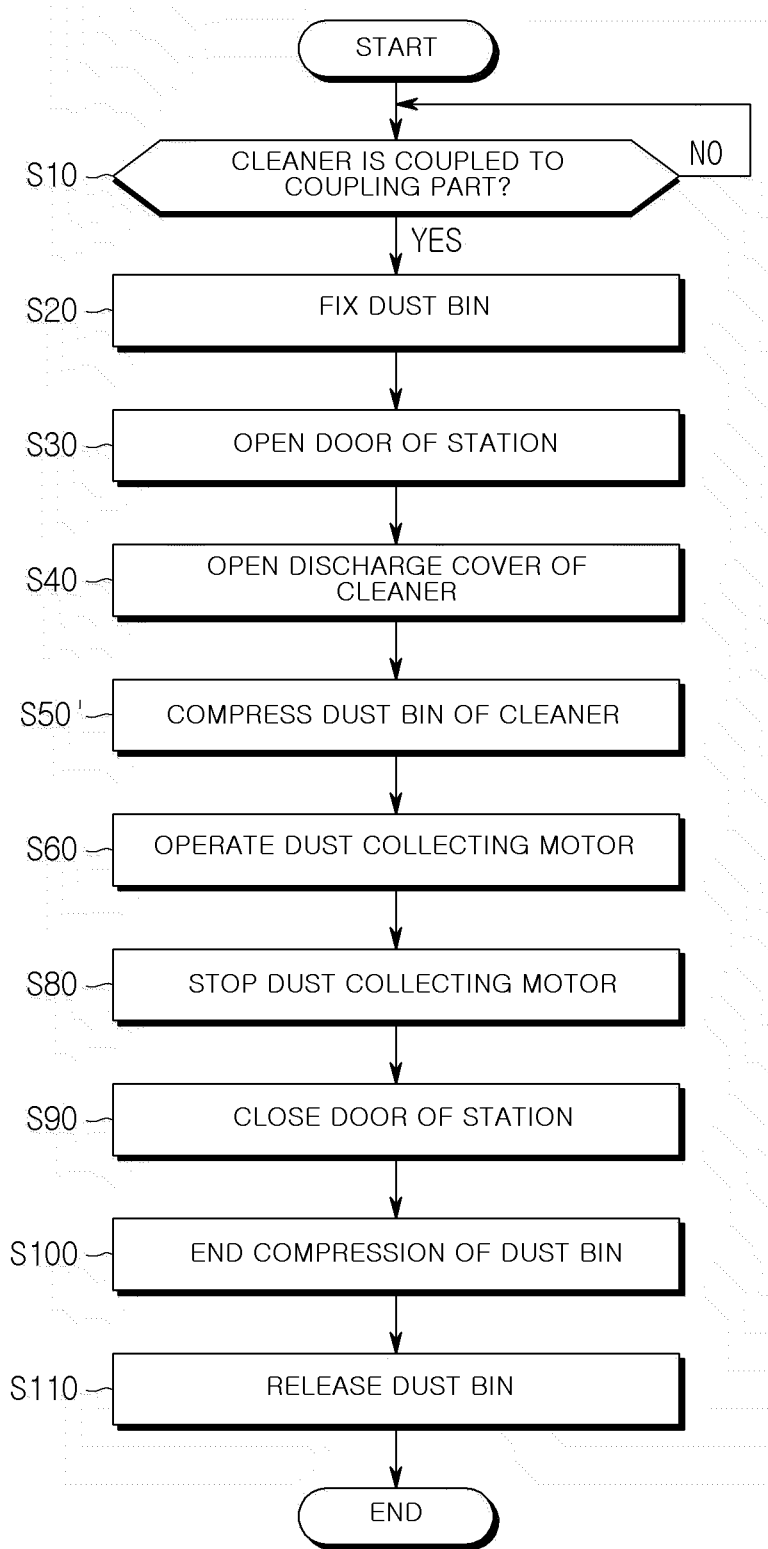 START
S10
CLEANER IS COUPLED TO
COUPLING PART?
NO
YES
S20
FIX DUST BIN
S30
OPEN DOOR OF STATION
S40
OPEN DISCHARGE COVER OF
CLEANER
S50'
COMPRESS DUST BIN OF CLEANER
S60
OPERATE DUST COLLECTING MOTOR
S80
STOP DUST COLLECTING MOTOR
S90
CLOSE DOOR OF STATION
S100
END COMPRESSION OF DUST BIN
S110
RELEASE DUST BIN
END